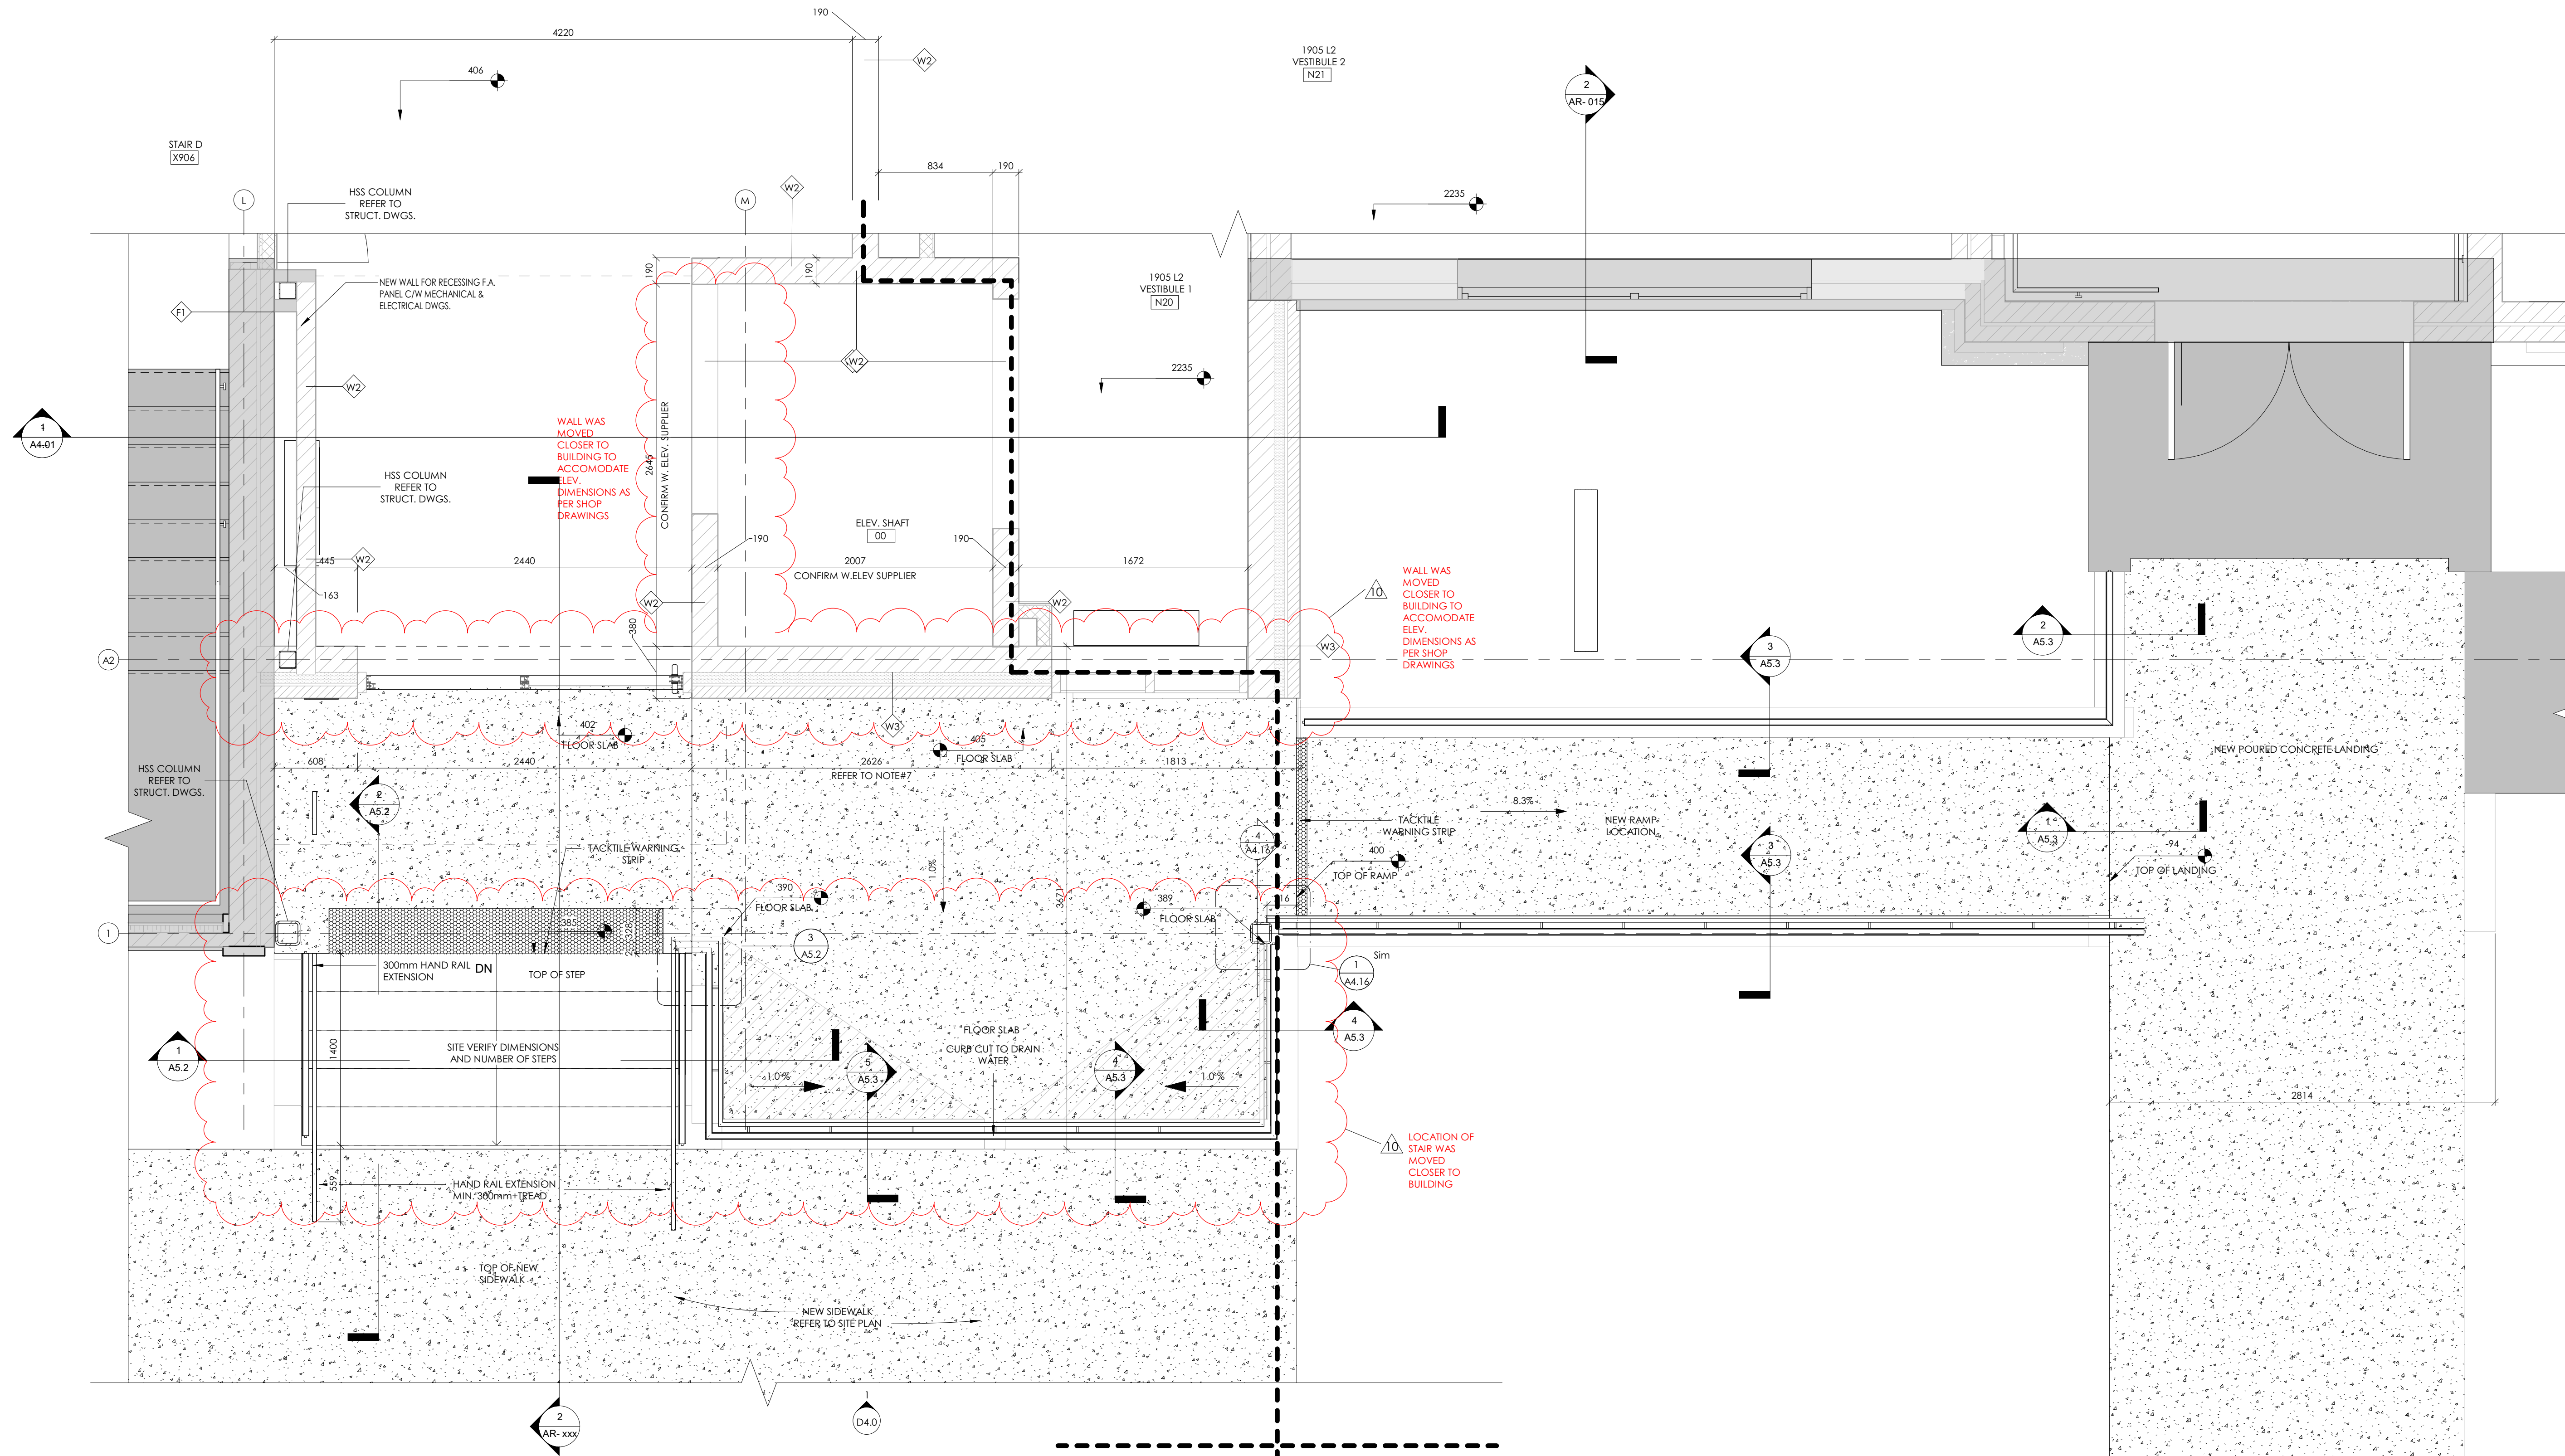 190
4220
W2
406
1905 L2
VESTIBULE 2
N21
2
AR- 015
STAIR D
X906
834
190
W2
2235
HSS COLUMN
REFER TO
STRUCT. DWGS.
L
M
190
190
NEW WALL FOR RECESSING F.A.
PANEL C/W MECHANICAL &
ELECTRICAL DWGS.
1905 L2
VESTIBULE 1
N20
F1
W2
W2
2235
1
A4.01
WALL WAS
MOVED
CLOSER TO
BUILDING TO
ACCOMODATE
ELEV.
DIMENSIONS AS
PER SHOP
DRAWINGS
2645
CONFIRM W. ELEV. SUPPLIER
HSS COLUMN
REFER TO
STRUCT. DWGS.
ELEV. SHAFT
00
190
190
445
W2
2440
2007
CONFIRM W.ELEV SUPPLIER
1672
163
W2
W2
380
10
WALL WAS
MOVED
CLOSER TO
BUILDING TO
ACCOMODATE
ELEV.
DIMENSIONS AS
PER SHOP
DRAWINGS
2
A5.3
W3
3
A5.3
A2
W3
402
FLOOR SLAB
405
FLOOR SLAB
NEW POURED CONCRETE LANDING
HSS COLUMN
REFER TO
STRUCT. DWGS.
608
2440
2626
REFER TO NOTE#7
1813
2
A5.2
8.3%
TACKTILE
WARNING STRIP
NEW RAMP
LOCATION
1
A5.3
TACKTILE WARNING
STRIP
1.0%
4
A4.16
400
TOP OF RAMP
3
A5.3
94
TOP OF LANDING
390
FLOOR SLAB
3671
389
FLOOR SLAB
16
1
385
228
3
A5.2
300mm HAND RAIL
EXTENSION
DN
TOP OF STEP
Sim
1
A4.16
1400
SITE VERIFY DIMENSIONS
AND NUMBER OF STEPS
1
A5.2
FLOOR SLAB
CURB CUT TO DRAIN
WATER
4
A5.3
1.0 %
5
A5.3
4
A5.3
1.0 %
2814
10
LOCATION OF
STAIR WAS
MOVED
CLOSER TO
BUILDING
559
HAND RAIL EXTENSION
MIN. 300mm+TREAD
TOP OF NEW
SIDEWALK
NEW SIDEWALK
REFER TO SITE PLAN
2
AR- xxx
1
D4.0